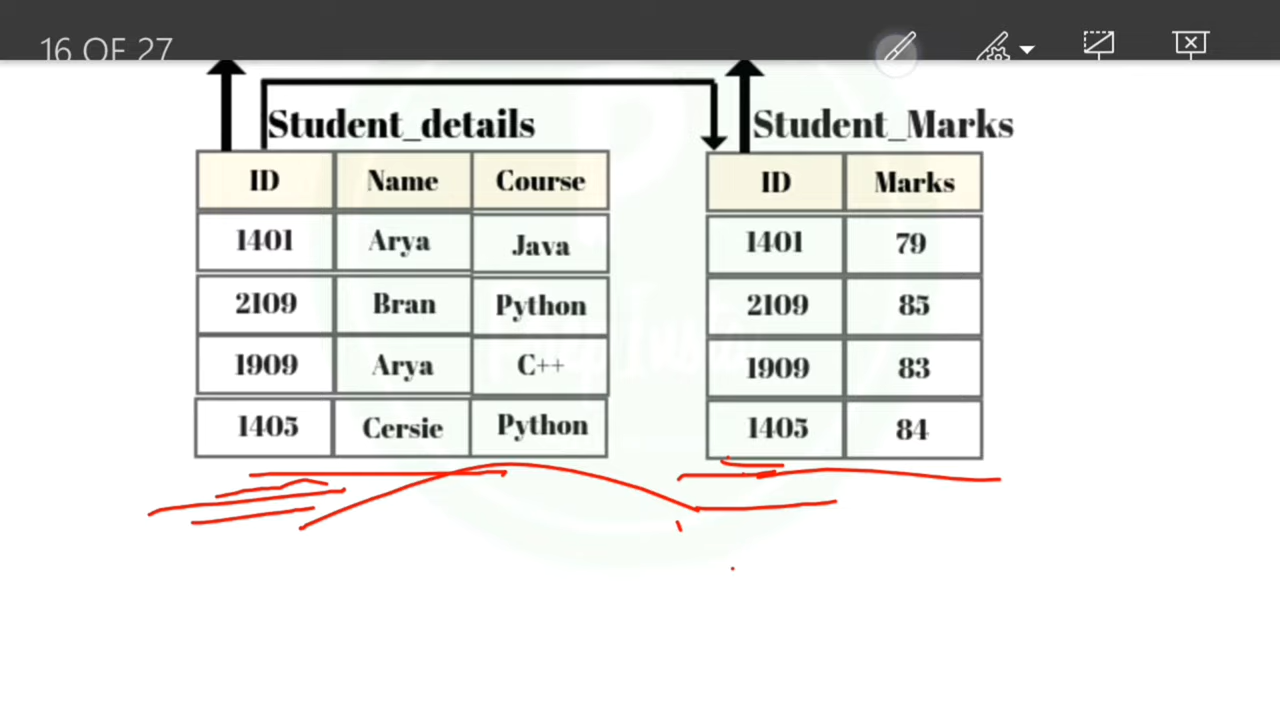 16 OF 27
Student_details
Student_Marks
ID Name Course
1401 Arya Java
2109 Bran Python
1909 Arya C++
1405 Cersie Python
ID Marks
1401 79
2109 85
1909 83
1405 84